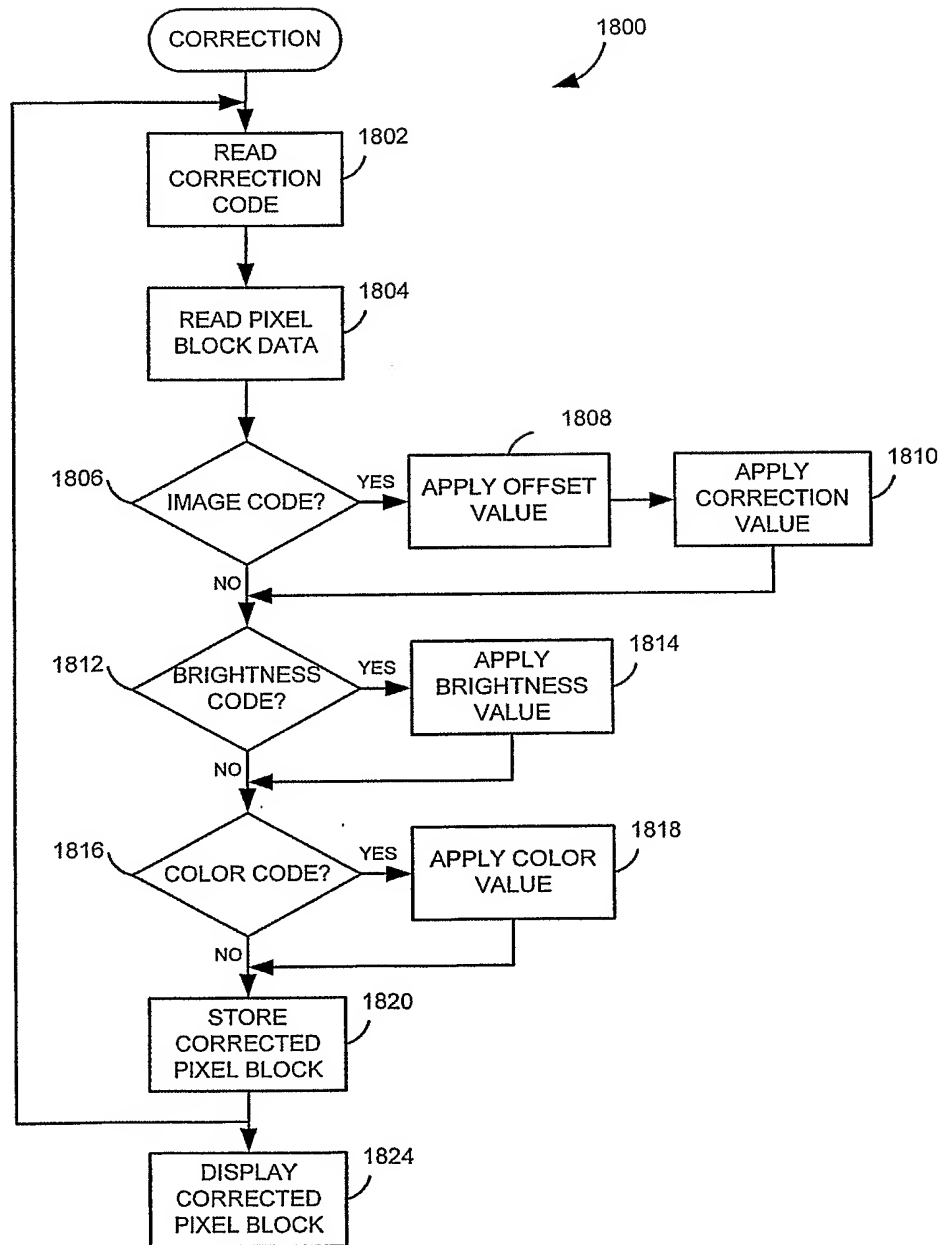 CORRECTION
1800
1802
READ
CORRECTION
CODE
1804
READ PIXEL
BLOCK DATA
1806
IMAGE CODE?
YES
NO
1808
APPLY OFFSET
VALUE
1810
APPLY
CORRECTION
VALUE
1812
BRIGHTNESS
CODE?
YES
NO
1814
APPLY
BRIGHTNESS
VALUE
1816
COLOR CODE?
YES
NO
1818
APPLY COLOR
VALUE
1820
STORE
CORRECTED
PIXEL BLOCK
1824
DISPLAY
CORRECTED
PIXEL BLOCK